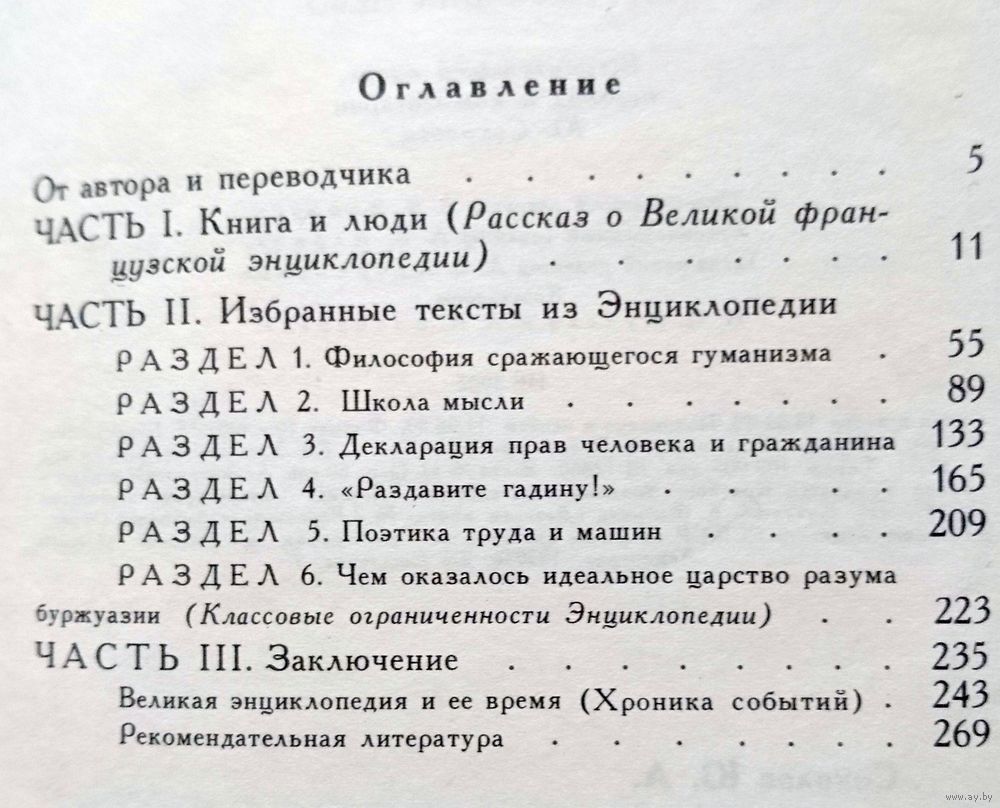 Оглавление
От автора и переводчика . . . . . . . . 5
ЧАСТЬ I. Книга и люди (Рассказ о Великой фран-
цузской энциклопедии) . . . . . . 11
ЧАСТЬ II. Избранные тексты из Энциклопедии
РАЗДЕЛ 1. Философия сражающегося гуманизма . 55
РАЗДЕЛ 2. Школа мысли . . . . . . 89
РАЗДЕЛ 3. Декларация прав человека и гражданина 133
РАЗДЕЛ 4. «Раздавите гадину!» . . . . 165
РАЗДЕЛ 5. Поэтика труда и машин . . . . 209
РАЗДЕЛ 6. Чем оказалось идеальное царство разума
буржуазии (Классовые ограниченности Энциклопедии) . . 223
ЧАСТЬ III. Заключение . . . . . . . 235
Великая энциклопедия и ее время (Хроника событий) . 243
Рекомендательная литература . . . . . . 269
www.ay.by